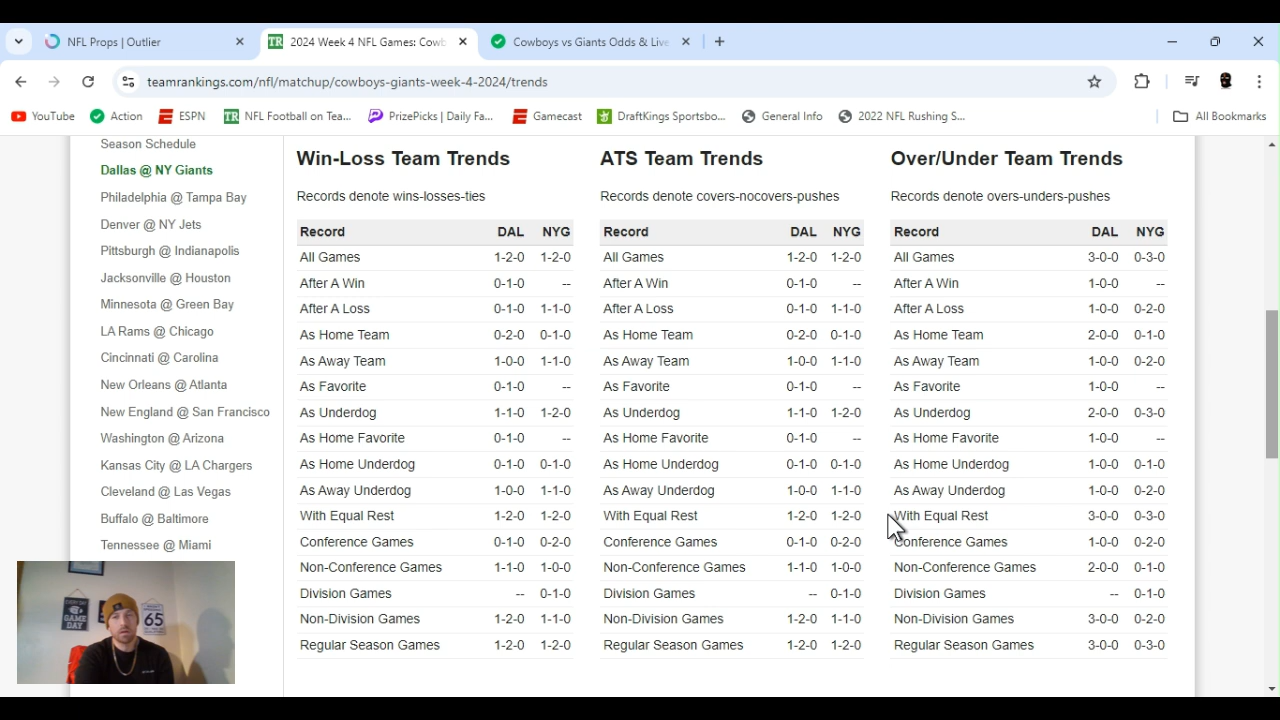 NFL Props | Outlier
2024 Week 4 NFL Games: Cowb
Cowboys vs Giants Odds & Live
teamrankings.com/nfl/matchup/cowboys-giants-week-4-2024/trends
YouTube Action ESPN NFL Football on Tea... PrizePicks | Daily Fa... Gamecast DraftKings Sportsbo... General Info 2022 NFL Rushing S... All Bookmarks
Season Schedule
Dallas @ NY Giants
Philadelphia @ Tampa Bay
Denver @ NY Jets
Pittsburgh @ Indianapolis
Jacksonville @ Houston
Minnesota @ Green Bay
LA Rams @ Chicago
Cincinnati @ Carolina
New Orleans @ Atlanta
New England @ San Francisco
Washington @ Arizona
Kansas City @ LA Chargers
Cleveland @ Las Vegas
Buffalo @ Baltimore
Tennessee @ Miami
Win-Loss Team Trends
Records denote wins-losses-ties
Record DAL NYG
All Games 1-2-0 1-2-0
After A Win 0-1-0 --
After A Loss 0-1-0 1-1-0
As Home Team 0-2-0 0-1-0
As Away Team 1-0-0 1-1-0
As Favorite 0-1-0 --
As Underdog 1-1-0 1-2-0
As Home Favorite 0-1-0 --
As Home Underdog 0-1-0 0-1-0
As Away Underdog 1-0-0 1-1-0
With Equal Rest 1-2-0 1-2-0
Conference Games 0-1-0 0-2-0
Non-Conference Games 1-1-0 1-0-0
Division Games -- 0-1-0
Non-Division Games 1-2-0 1-1-0
Regular Season Games 1-2-0 1-2-0
ATS Team Trends
Records denote covers-nocovers-pushes
Record DAL NYG
All Games 1-2-0 1-2-0
After A Win 0-1-0 --
After A Loss 0-1-0 1-1-0
As Home Team 0-2-0 0-1-0
As Away Team 1-0-0 1-1-0
As Favorite 0-1-0 --
As Underdog 1-1-0 1-2-0
As Home Favorite 0-1-0 --
As Home Underdog 0-1-0 0-1-0
As Away Underdog 1-0-0 1-1-0
With Equal Rest 1-2-0 1-2-0
Conference Games 0-1-0 0-2-0
Non-Conference Games 1-1-0 1-0-0
Division Games -- 0-1-0
Non-Division Games 1-2-0 1-1-0
Regular Season Games 1-2-0 1-2-0
Over/Under Team Trends
Records denote overs-unders-pushes
Record DAL NYG
All Games 3-0-0 0-3-0
After A Win 1-0-0 --
After A Loss 1-0-0 0-2-0
As Home Team 2-0-0 0-1-0
As Away Team 1-0-0 0-2-0
As Favorite 1-0-0 --
As Underdog 2-0-0 0-3-0
As Home Favorite 1-0-0 --
As Home Underdog 1-0-0 0-1-0
As Away Underdog 1-0-0 0-2-0
With Equal Rest 3-0-0 0-3-0
Conference Games 1-0-0 0-2-0
Non-Conference Games 2-0-0 0-1-0
Division Games -- 0-1-0
Non-Division Games 3-0-0 0-2-0
Regular Season Games 3-0-0 0-3-0
GAME
DAY
65